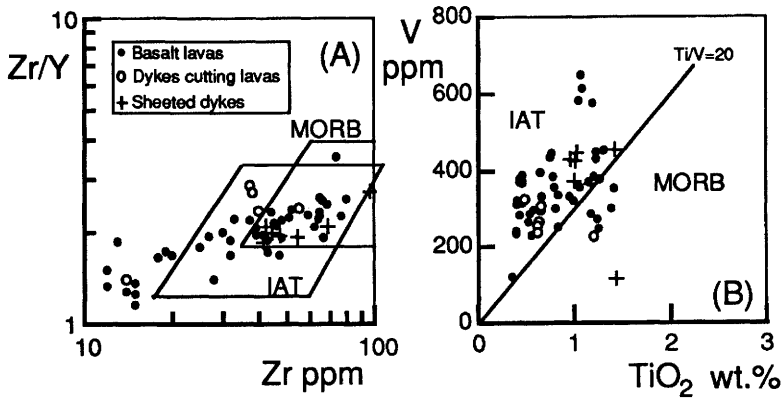 10
Zr/Y
1
Basalt lavas
Dykes cutting lavas
Sheeted dykes
(A)
MORB
IAT
10
100
Zr ppm
800
V
ppm
600
400
200
0
Ti/V=20
IAT
MORB
(B)
0
1
2
3
TiO₂ wt.%